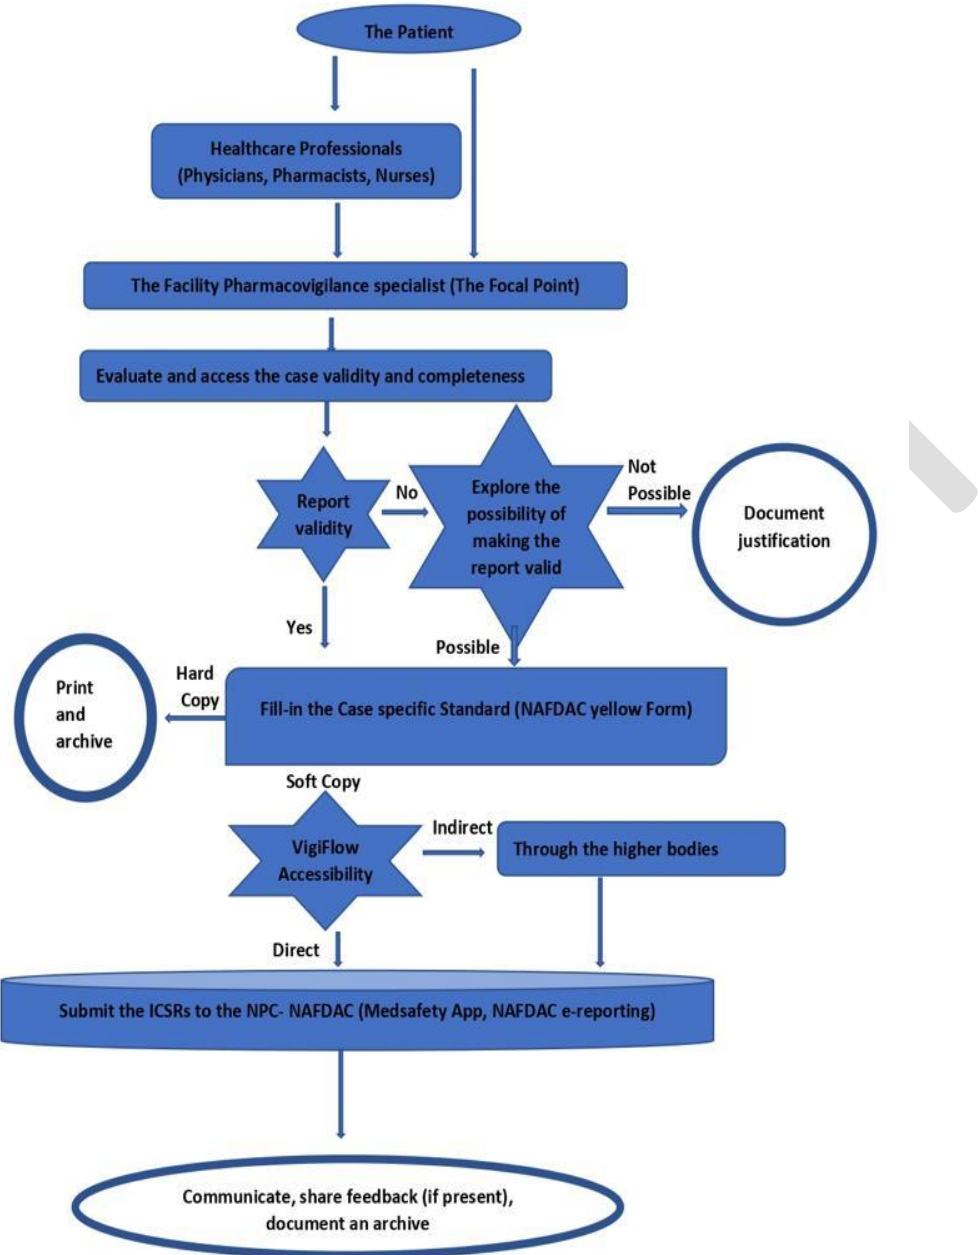 The Patient
Healthcare Professionals
(Physicians, Pharmacists, Nurses)
The Facility Pharmacovigilance specialist (The Focal Point)
Evaluate and access the case validity and completeness
Report
validity
No
Explore the
possibility of
making the
report valid
Not
Possible
Document
justification
Yes
Possible
Hard
Copy
Print
and
archive
Fill-in the Case specific Standard (NAFDAC yellow Form)
Soft Copy
VigiFlow
Accessibility
Indirect
Through the higher bodies
Direct
Submit the ICSRs to the NPC- NAFDAC (Medsafety App, NAFDAC e-reporting)
Communicate, share feedback (if present),
document an archive